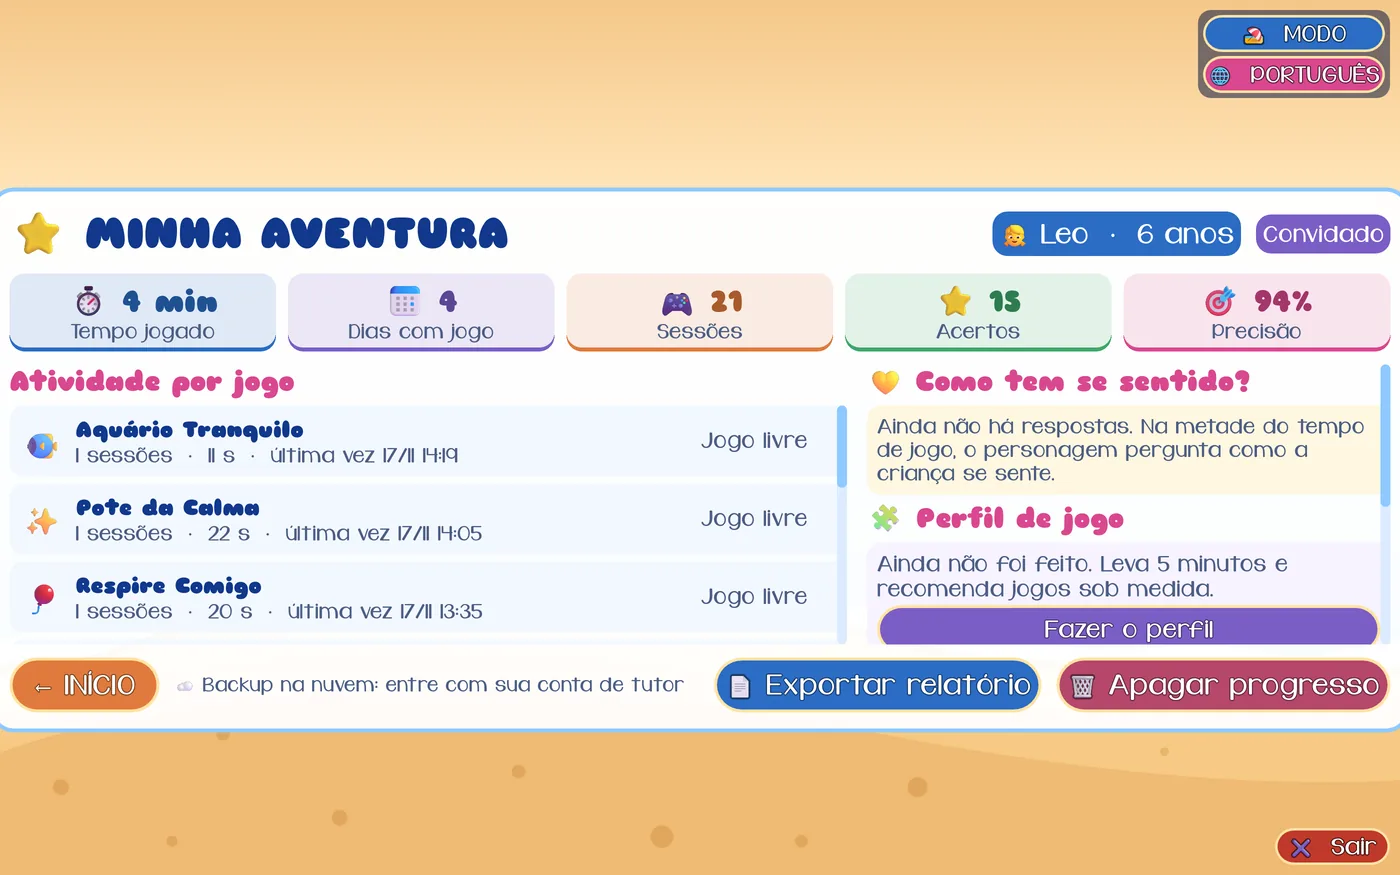 MODO
PORTUGUÊS
MINHA AVENTURA
Leo · 6 anos
Convidado
4 min
Tempo jogado
4
Dias com jogo
21
Sessões
15
Acertos
94%
Precisão
Atividade por jogo
Aquário Tranquilo
1 sessões · 11 s · última vez 17/11 14:19
Jogo livre
Pote da Calma
1 sessões · 22 s · última vez 17/11 14:05
Jogo livre
Respire Comigo
1 sessões · 20 s · última vez 17/11 13:35
Jogo livre
Como tem se sentido?
Ainda não há respostas. Na metade do tempo
de jogo, o personagem pergunta como a
criança se sente.
Perfil de jogo
Ainda não foi feito. Leva 5 minutos e
recomenda jogos sob medida.
Fazer o perfil
← INÍCIO
Backup na nuvem: entre com sua conta de tutor
Exportar relatório
Apagar progresso
Sair